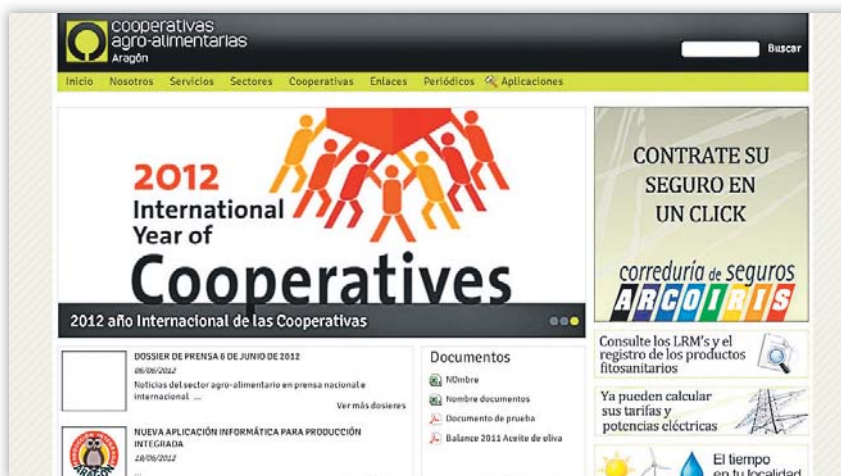 cooperativas
agro-alimentarias
Aragón
Buscar
Inicio Nosotros Servicios Sectores Cooperativas Enlaces Periódicos Aplicaciones
2012
International
Year of
Cooperatives
2012 año Internacional de las Cooperativas
CONTRATE SU
SEGURO EN
UN CLICK
correduría de seguros
ARCOIRIS
DOSSIER DE PRENSA 6 DE JUNIO DE 2012
06/06/2012
Noticias del sector agro-alimentario en prensa nacional e
internacional ...
Ver más dosieres
NUEVA APLICACIÓN INFORMÁTICA PARA PRODUCCIÓN
INTEGRADA
18/06/2012
...
PRODUCCIÓN INTEGRADA
ARAGÓN
Documentos
NOmbre
Nombre documentos
Documento de prueba
Balance 2011 Aceite de oliva
Consulte los LRM's y el
registro de los productos
fitosanitarios
Ya pueden calcular
sus tarifas y
potencias eléctricas
El tiempo
en tu localidad